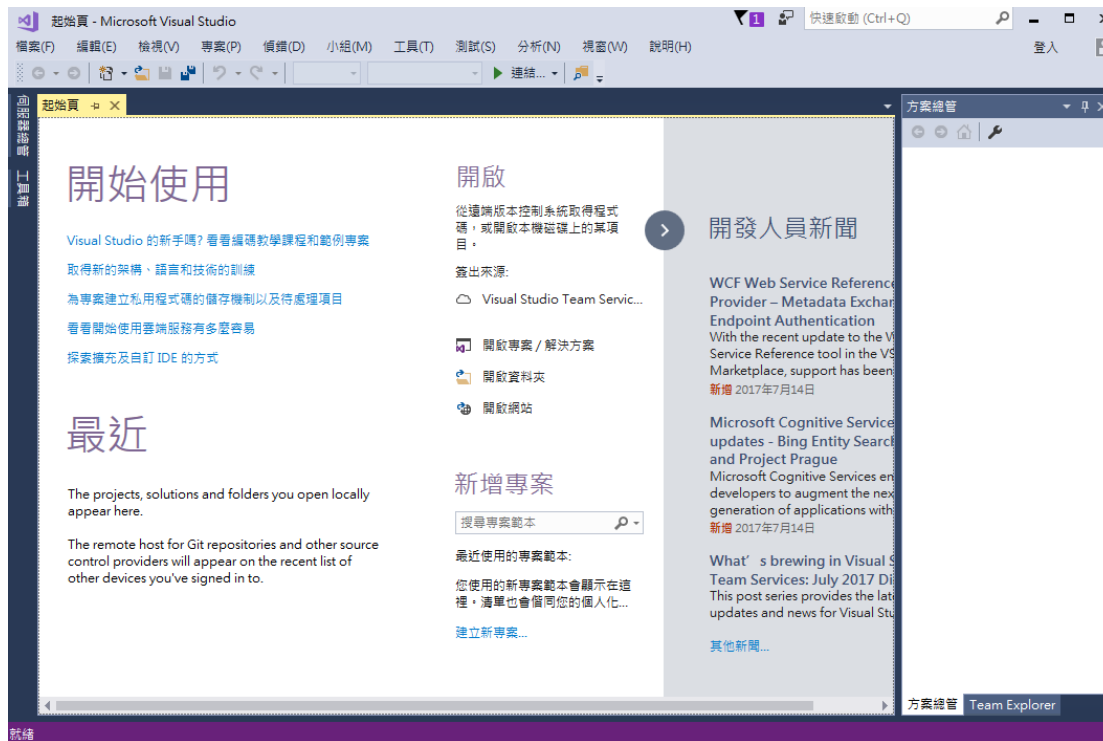 起始頁 - Microsoft Visual Studio
1
快速啟動 (Ctrl+Q)
檔案(F) 編輯(E) 檢視(V) 專案(P) 偵錯(D) 小組(M) 工具(T) 測試(S) 分析(N) 視窗(W) 說明(H)
登入
連結...
伺服器總管
工具箱
起始頁
開始使用
Visual Studio 的新手嗎? 看看編碼教學課程和範例專案
取得新的架構、語言和技術的訓練
為專案建立私用程式碼的儲存機制以及待處理項目
看看開始使用雲端服務有多麼容易
探索擴充及自訂 IDE 的方式
最近
The projects, solutions and folders you open locally
appear here.
The remote host for Git repositories and other source
control providers will appear on the recent list of
other devices you've signed in to.
開啟
從遠端版本控制系統取得程式
碼，或開啟本機磁碟上的某項
目。
簽出來源:
Visual Studio Team Servic...
開啟專案 / 解決方案
開啟資料夾
開啟網站
新增專案
搜尋專案範本
最近使用的專案範本:
您使用的新專案範本會顯示在這
裡。清單也會偕同您的個人化...
建立新專案...
開發人員新聞
WCF Web Service Reference
Provider – Metadata Exchan
Endpoint Authentication
With the recent update to the W
Service Reference tool in the VS
Marketplace, support has been
新增 2017年7月14日
Microsoft Cognitive Service
updates - Bing Entity Search
and Project Prague
Microsoft Cognitive Services en
developers to augment the nex
generation of applications with
新增 2017年7月14日
What's brewing in Visual S
Team Services: July 2017 Di
This post series provides the lat
updates and news for Visual Stu
其他新聞...
方案總管
方案總管 Team Explorer
就緒